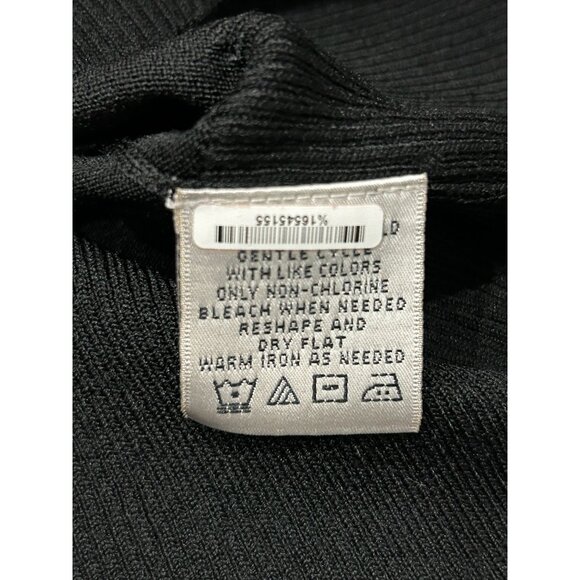 %16545155
LD
GENTLE CYCLE
WITH LIKE COLORS
ONLY NON-CHLORINE
BLEACH WHEN NEEDED
RESHAPE AND
DRY FLAT
WARM IRON AS NEEDED